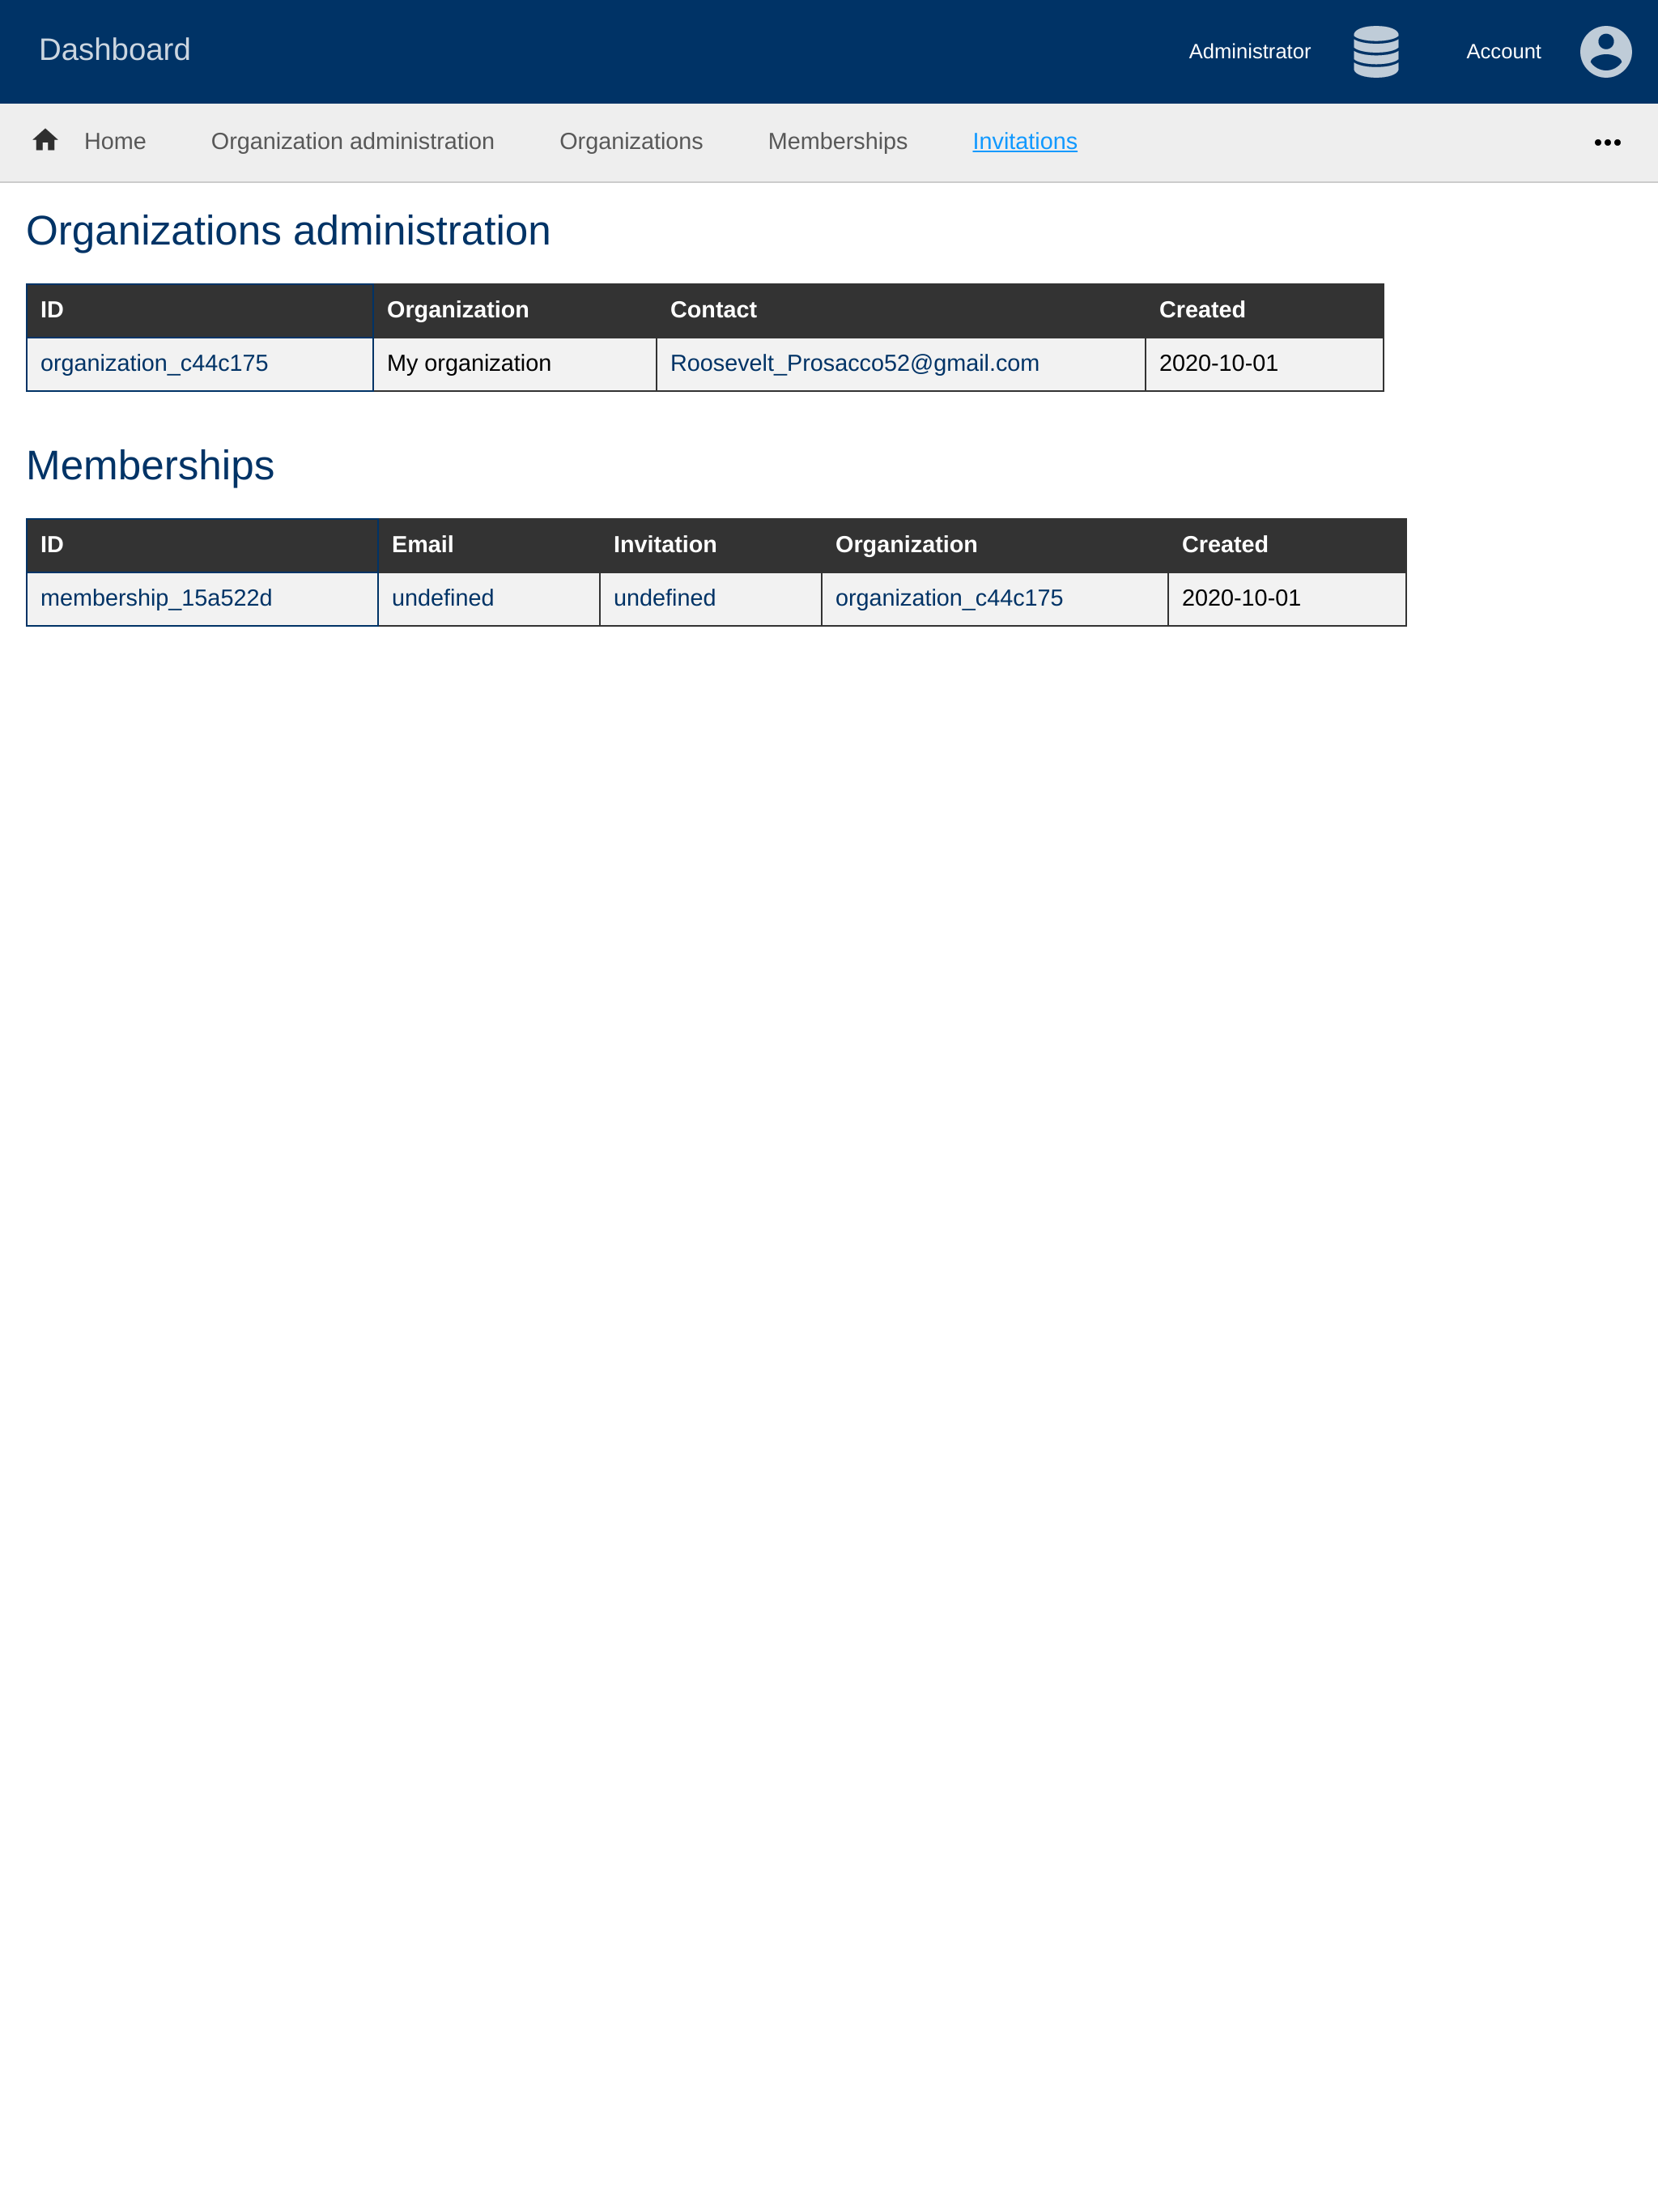 Dashboard Administrator Account
Home Organization administration Organizations Memberships Invitations
Organizations administration
ID Organization Contact Created
organization_c44c175 My organization Roosevelt_Prosacco52@gmail.com 2020-10-01
Memberships
ID Email Invitation Organization Created
membership_15a522d undefined undefined organization_c44c175 2020-10-01